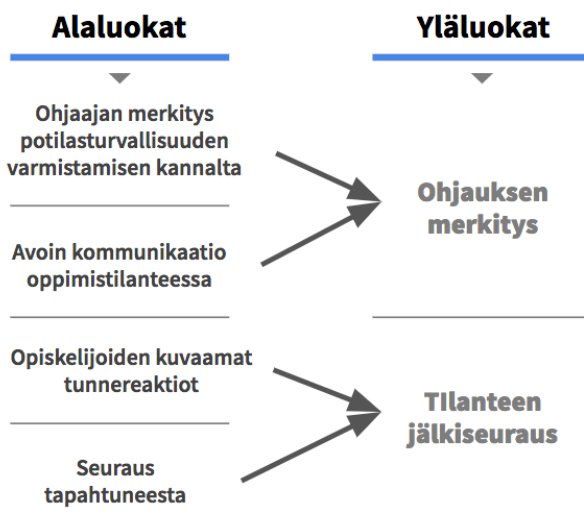 Alaluokat
Yläluokat
Ohjaajan merkitys
potilasturvallisuuden
varmistamisen kannalta
Ohjauksen
merkitys
Avoin kommunikaatio
oppimistilanteessa
Opiskelijoiden kuvaamat
tunnereaktiot
TIlanteen
jälkiseuraus
Seuraus
tapahtuneesta